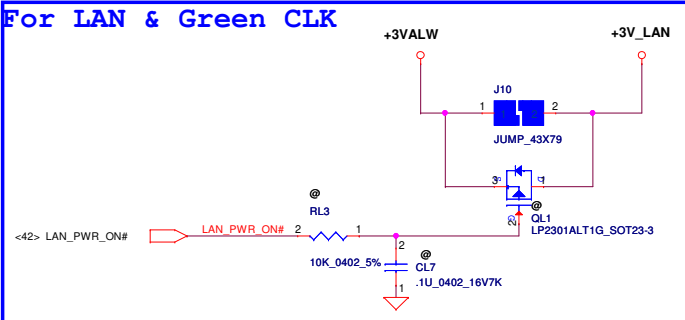 For LAN & Green CLK
+3VALW
+3V_LAN
J10
1
2
JUMP_43X79
3
1
@
QL1
2
LP2301ALT1G_SOT23-3
@
RL3
<42> LAN_PWR_ON#
LAN_PWR_ON#
2
1
10K_0402_5%
2
@
CL7
.1U_0402_16V7K
1